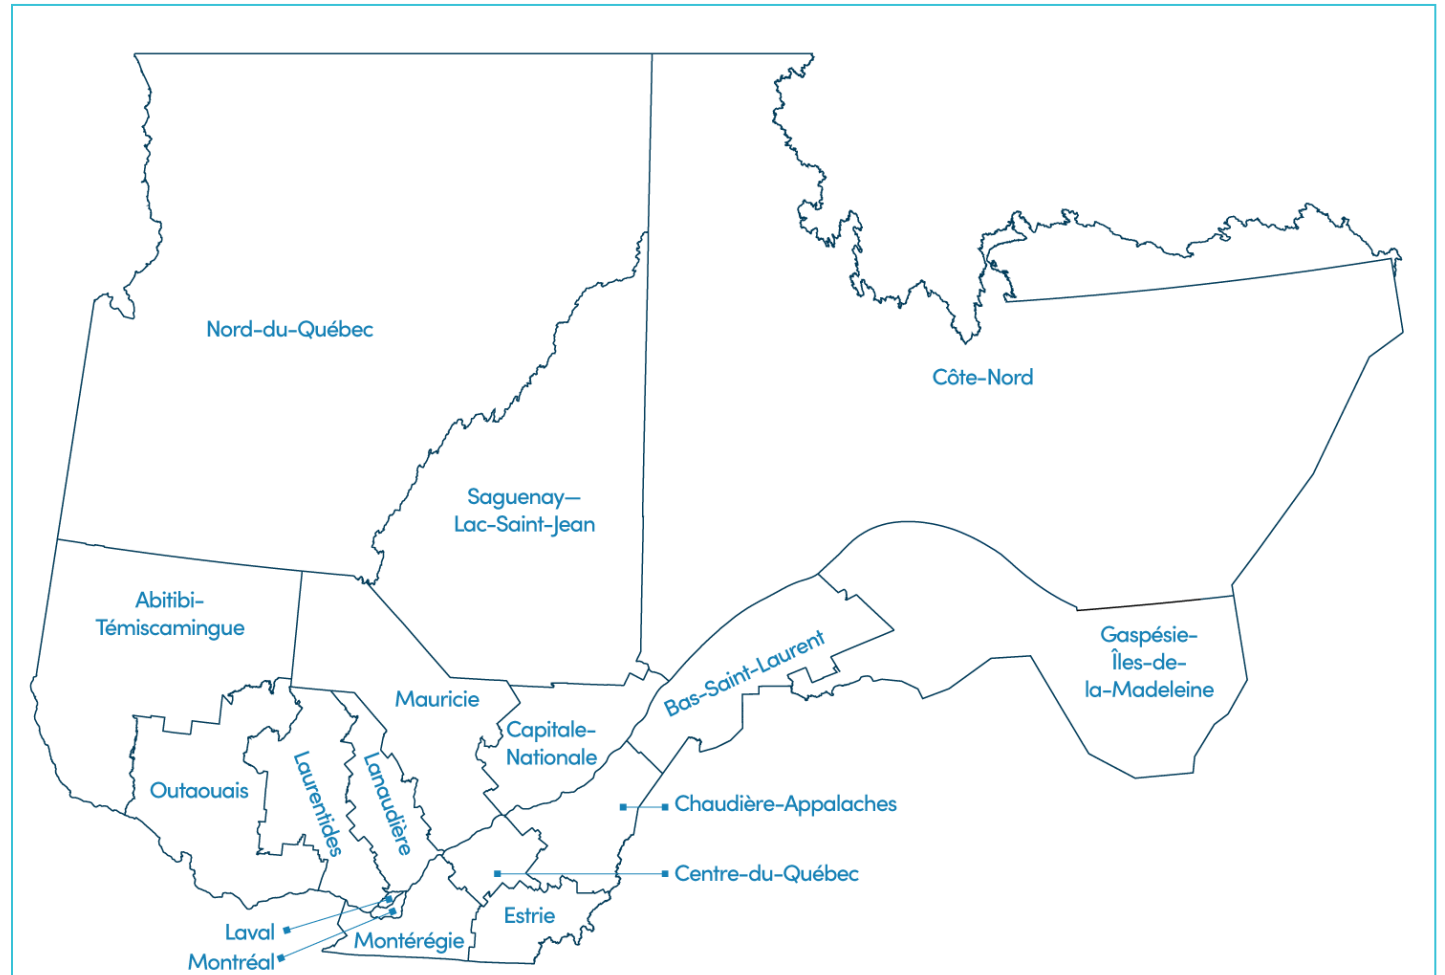 Nord-du-Québec
Côte-Nord
Saguenay—
Lac-Saint-Jean
Abitibi-
Témiscamingue
Gaspésie-
Îles-de-
la-Madeleine
Bas-Saint-Laurent
Mauricie
Capitale-
Nationale
Outaouais
Laurentides
Lanaudière
Chaudière-Appalaches
Centre-du-Québec
Estrie
Laval
Montérégie
Montréal